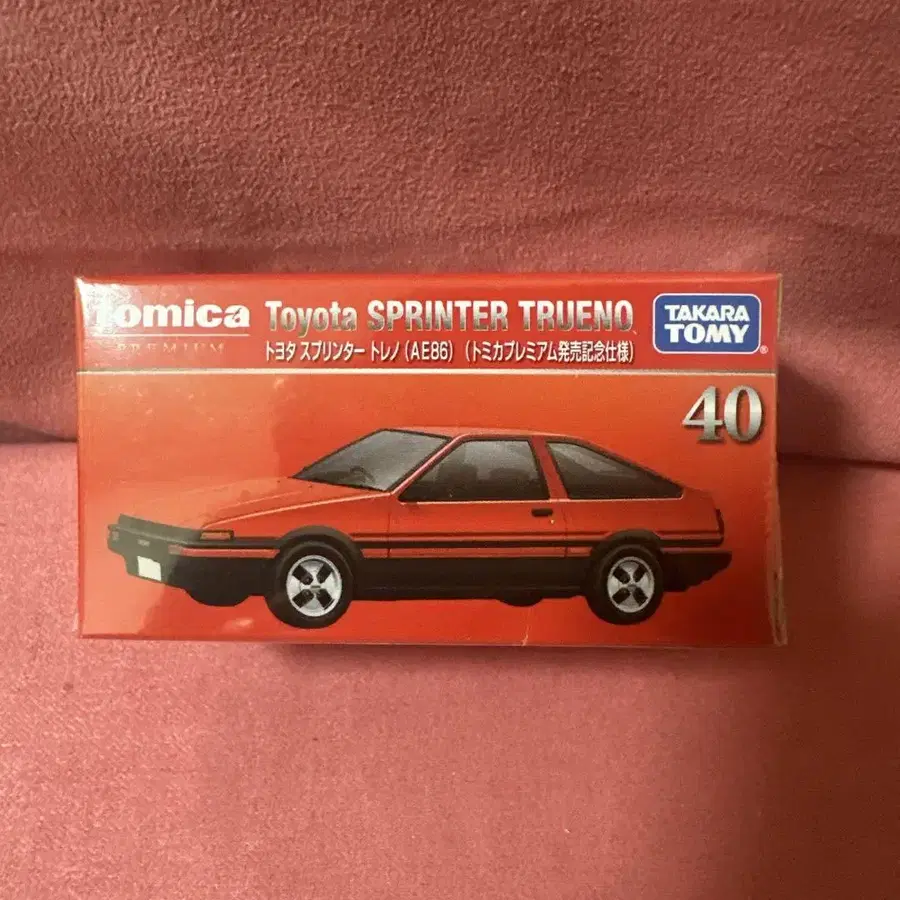 Tomica Toyota SPRINTER TRUENO
PREMIUM トヨタ スプリンター トレノ(AE86) (トミカプレミアム発売記念仕様)
TAKARA
TOMY®
40